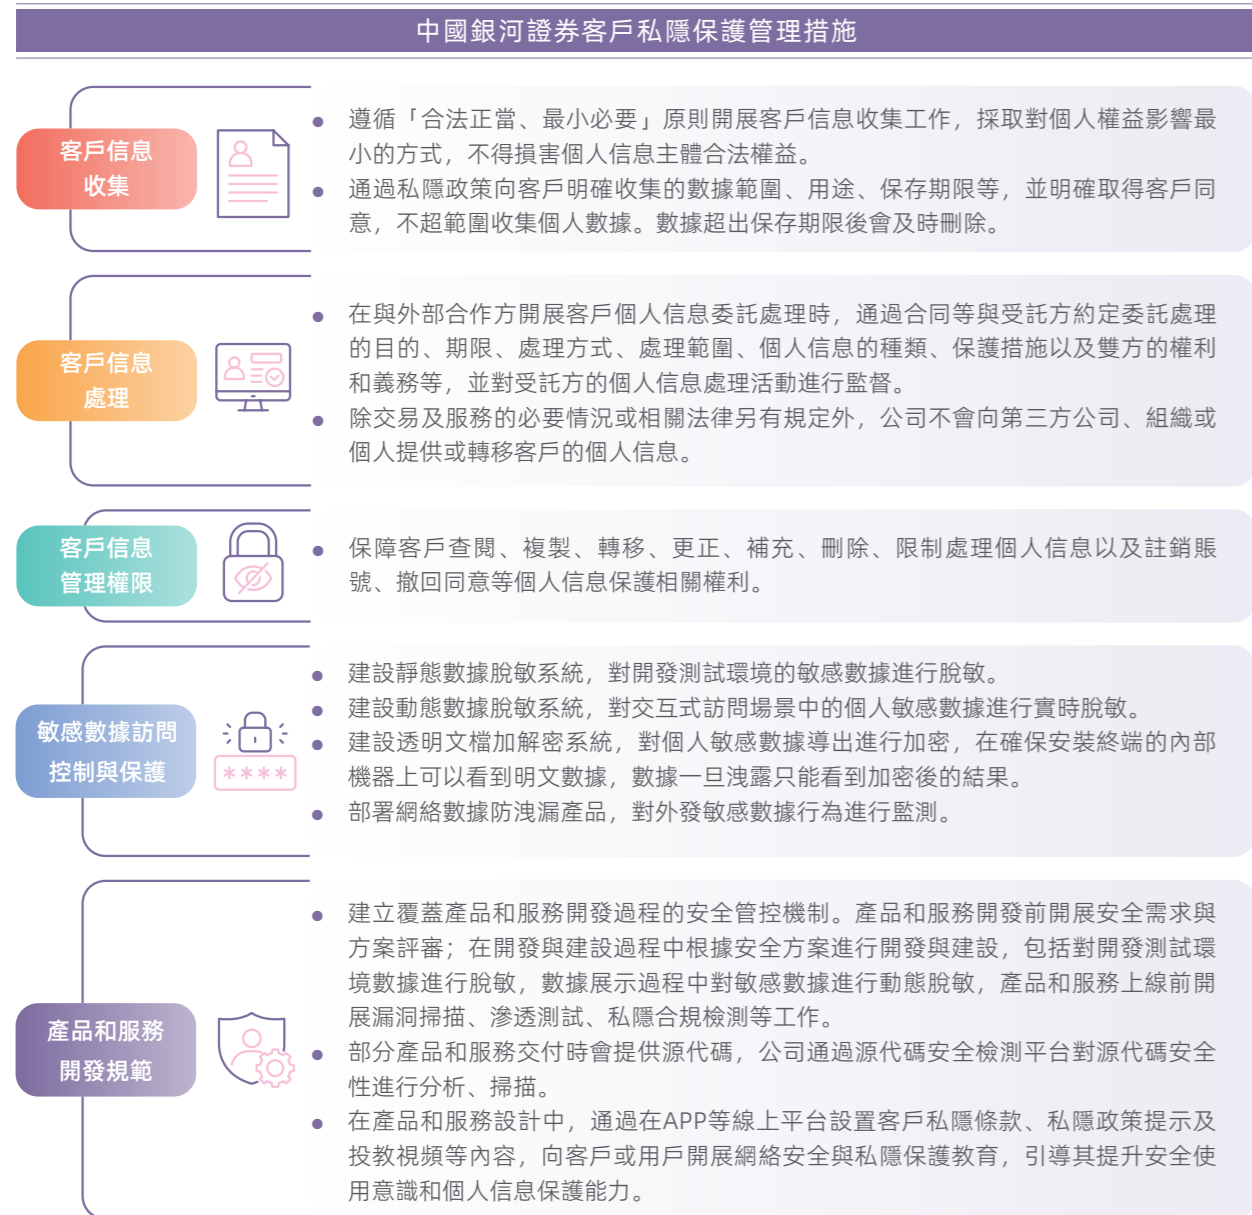 中國銀河證券客戶私隱保護管理措施
客戶信息
收集
● 遵循「合法正當、最小必要」原則開展客戶信息收集工作，採取對個人權益影響最
小的方式，不得損害個人信息主體合法權益。
● 通過私隱政策向客戶明確收集的數據範圍、用途、保存期限等，並明確取得客戶同
意，不超範圍收集個人數據。數據超出保存期限後會及時刪除。
客戶信息
處理
● 在與外部合作方開展客戶個人信息委託處理時，通過合同等與受託方約定委託處理
的目的、期限、處理方式、處理範圍、個人信息的種類、保護措施以及雙方的權利
和義務等，並對受託方的個人信息處理活動進行監督。
● 除交易及服務的必要情況或相關法律另有規定外，公司不會向第三方公司、組織或
個人提供或轉移客戶的個人信息。
客戶信息
管理權限
● 保障客戶查閱、複製、轉移、更正、補充、刪除、限制處理個人信息以及註銷賬
號、撤回同意等個人信息保護相關權利。
敏感數據訪問
控制與保護
****
● 建設靜態數據脫敏系統，對開發測試環境的敏感數據進行脫敏。
● 建設動態數據脫敏系統，對交互式訪問場景中的個人敏感數據進行實時脫敏。
● 建設透明文檔加解密系統，對個人敏感數據導出進行加密，在確保安裝終端的內部
機器上可以看到明文數據，數據一旦洩露只能看到加密後的結果。
● 部署網絡數據防洩漏產品，對外發敏感數據行為進行監測。
產品和服務
開發規範
● 建立覆蓋產品和服務開發過程的安全管控機制。產品和服務開發前開展安全需求與
方案評審；在開發與建設過程中根據安全方案進行開發與建設，包括對開發測試環
境數據進行脫敏，數據展示過程中對敏感數據進行動態脫敏，產品和服務上線前開
展漏洞掃描、滲透測試、私隱合規檢測等工作。
● 部分產品和服務交付時會提供源代碼，公司通過源代碼安全檢測平台對源代碼安全
性進行分析、掃描。
● 在產品和服務設計中，通過在APP等線上平台設置客戶私隱條款、私隱政策提示及
投教視頻等內容，向客戶或用戶開展網絡安全與私隱保護教育，引導其提升安全使
用意識和個人信息保護能力。